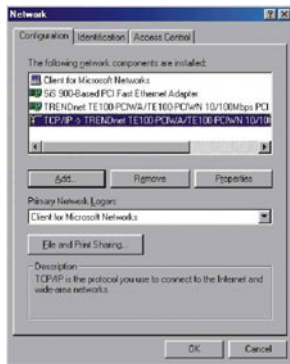 Network
Configuration Identification Access Control
The following network components are installed:
Client for Microsoft Networks
SiS 900-Based PCI Fast Ethernet Adapter
TRENDnet TE100-PCIWA/TE100-PCIWN 10/100Mbps PCI
TCP/IP -> TRENDnet TE100-PCIWA/TE100-PCIWN 10/100
Add... Remove Properties
Primary Network Logon:
Client for Microsoft Networks
File and Print Sharing...
Description
TCP/IP is the protocol you use to connect to the Internet and
wide-area networks.
OK Cancel